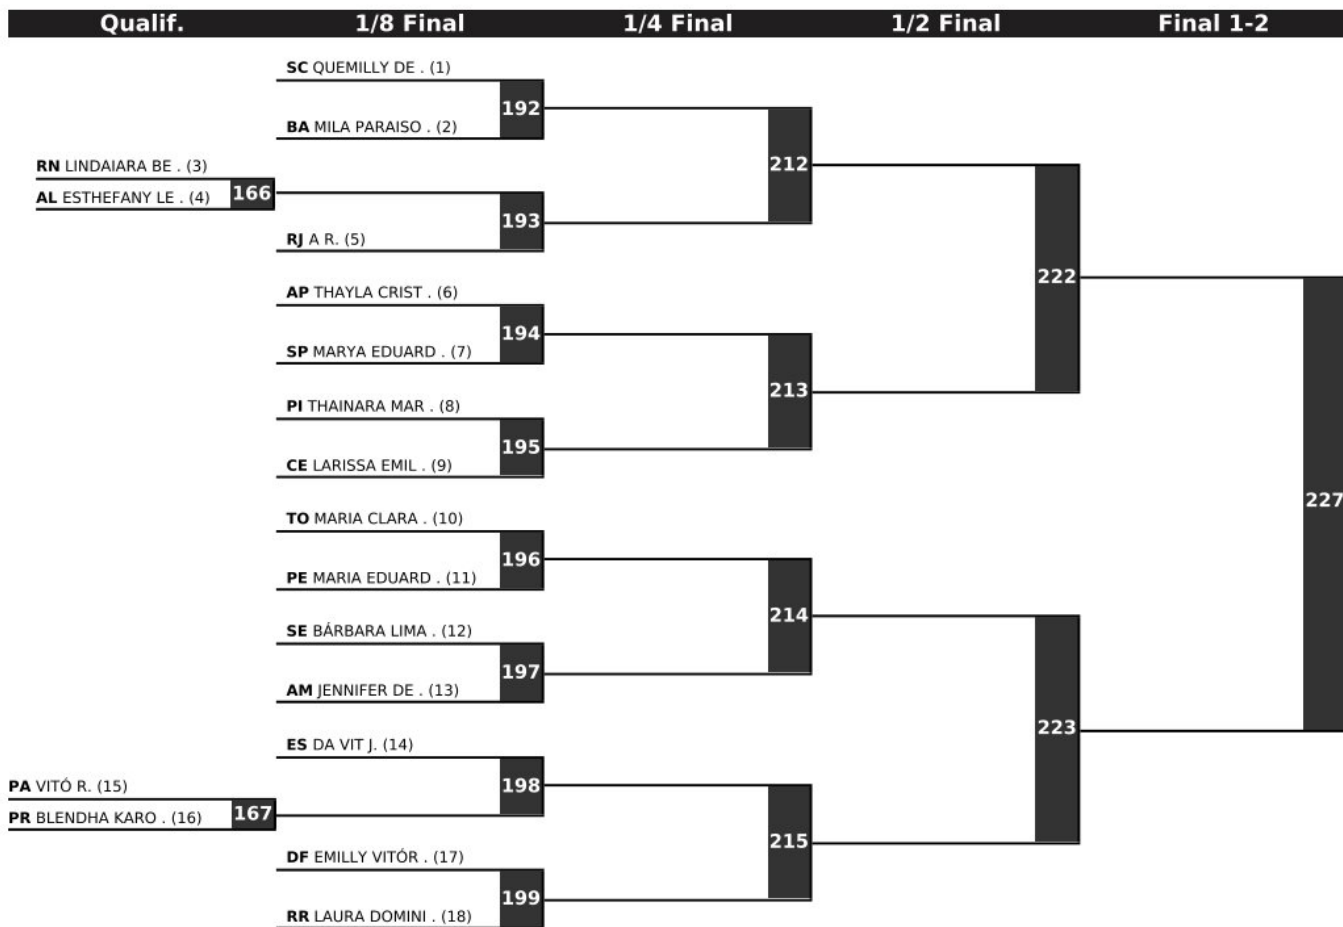 Qualif. 1/8 Final 1/4 Final 1/2 Final Final 1-2
SC QUEMILLY DE . (1)
192
BA MILA PARAISO . (2)
212
RN LINDAIARA BE . (3)
166
AL ESTHEFANY LE . (4)
193
RJ A R. (5)
222
AP THAYLA CRIST . (6)
194
SP MARYA EDUARD . (7)
213
PI THAINARA MAR . (8)
195
CE LARISSA EMIL . (9)
227
TO MARIA CLARA . (10)
196
PE MARIA EDUARD . (11)
214
SE BÁRBARA LIMA . (12)
197
AM JENNIFER DE . (13)
223
ES DA VIT J. (14)
198
PA VITÓ R. (15)
167
PR BLENDHA KARO . (16)
215
DF EMILLY VITÓR . (17)
199
RR LAURA DOMINI . (18)